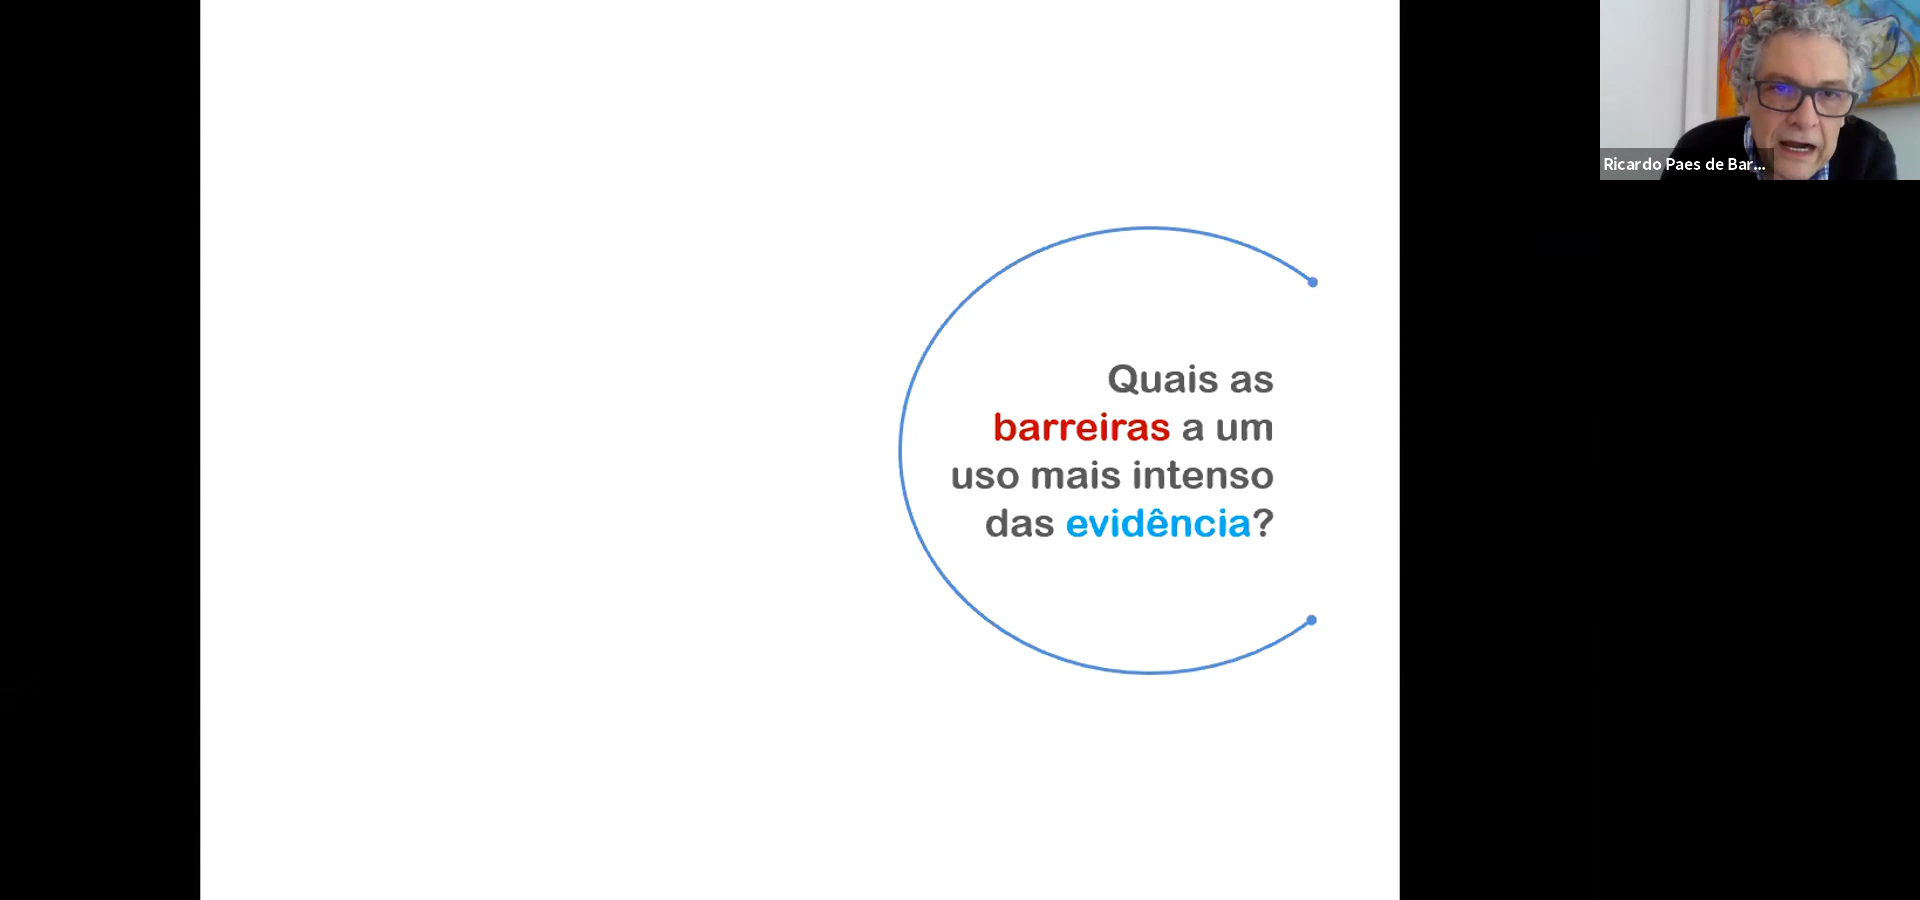 Quais as
barreiras a um
uso mais intenso
das evidência?
Ricardo Paes de Bar...